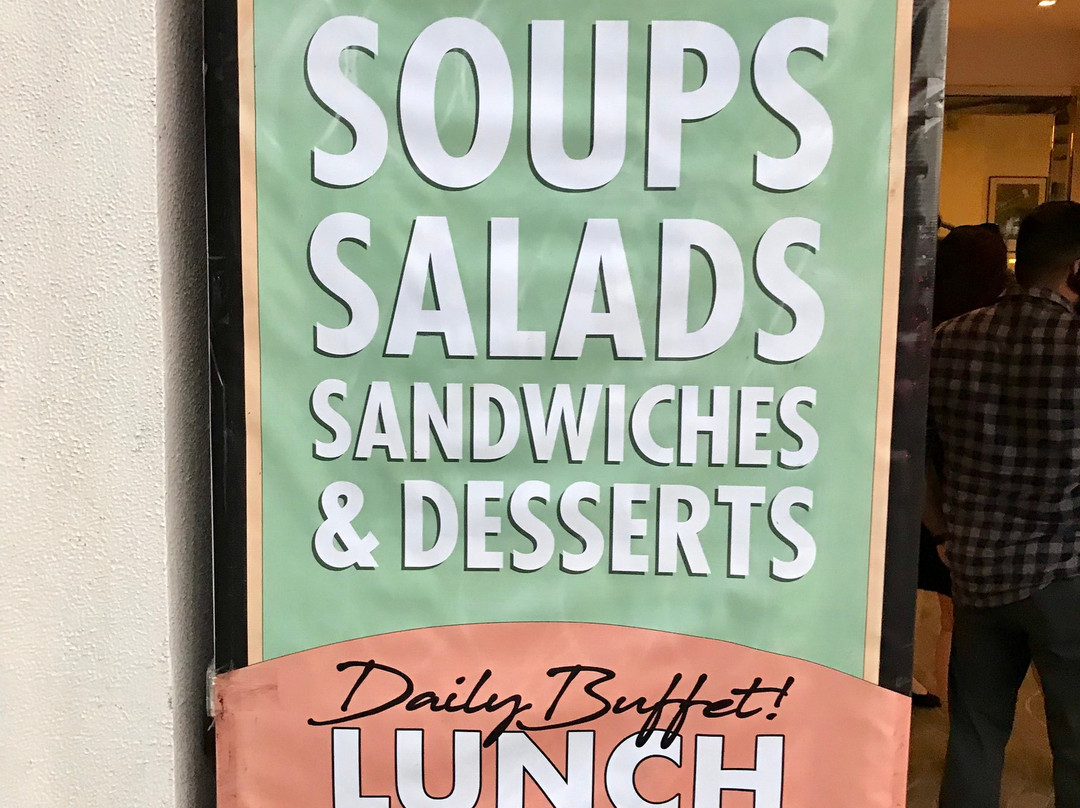 SOUPS
SALADS
SANDWICHES
& DESSERTS
Daily Buffet!
LUNCH